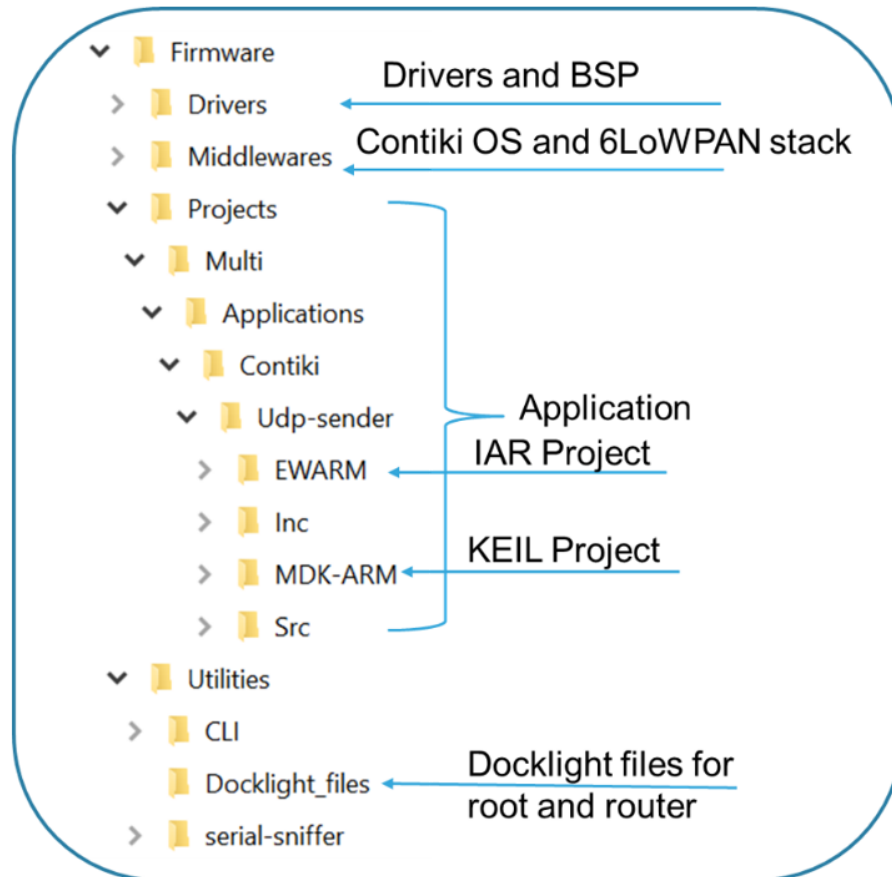 Firmware
Drivers and BSP
Drivers
Contiki OS and 6LoWPAN stack
Middlewares
Projects
Multi
Applications
Contiki
Udp-sender
Application
IAR Project
EWARM
Inc
KEIL Project
MDK-ARM
Src
Utilities
CLI
Docklight files for
Docklight_files
root and router
serial-sniffer